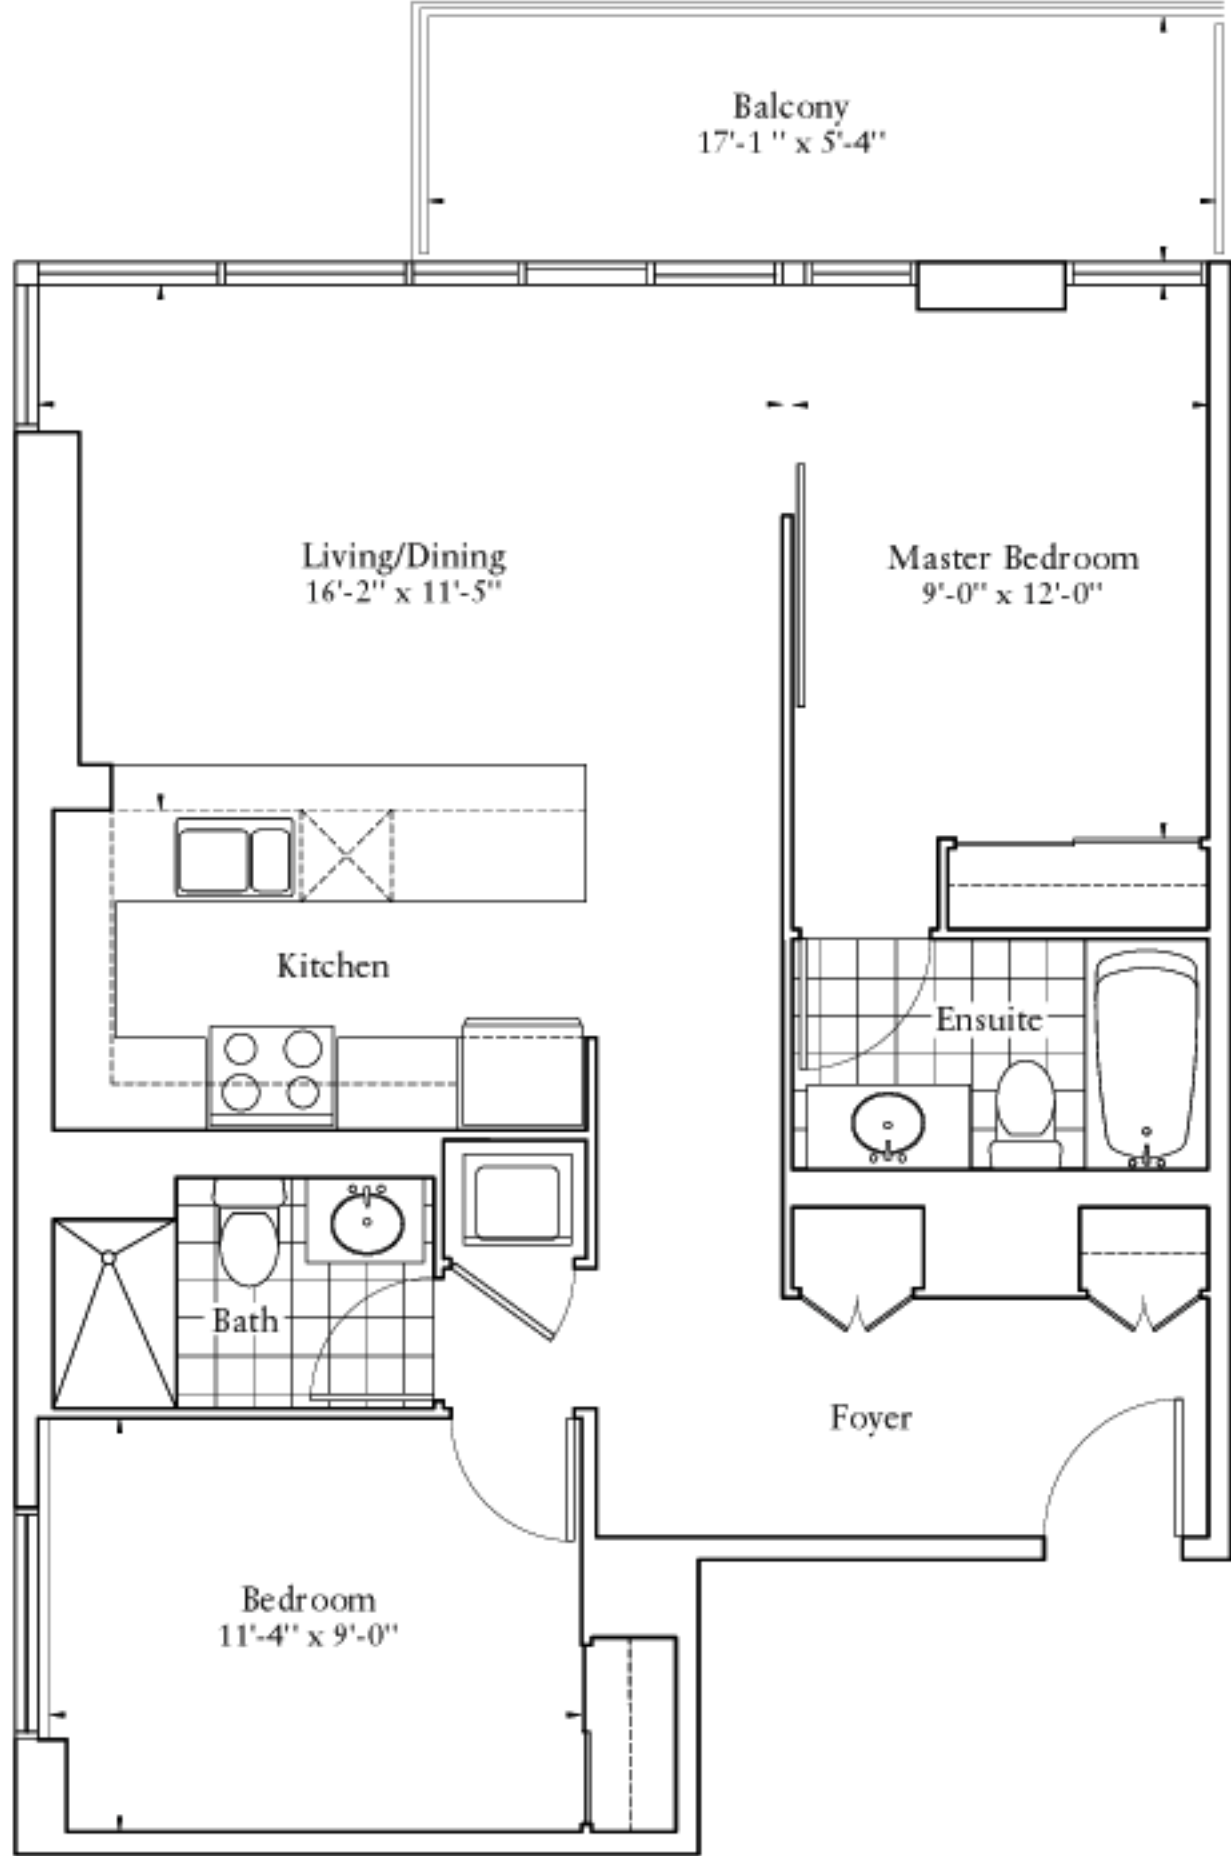 Balcony
17'-1 " x 5'-4"
Living/Dining
16'-2" x 11'-5"
Master Bedroom
9'-0" x 12'-0"
Kitchen
Ensuite
Bath
Foyer
Bedroom
11'-4" x 9'-0"